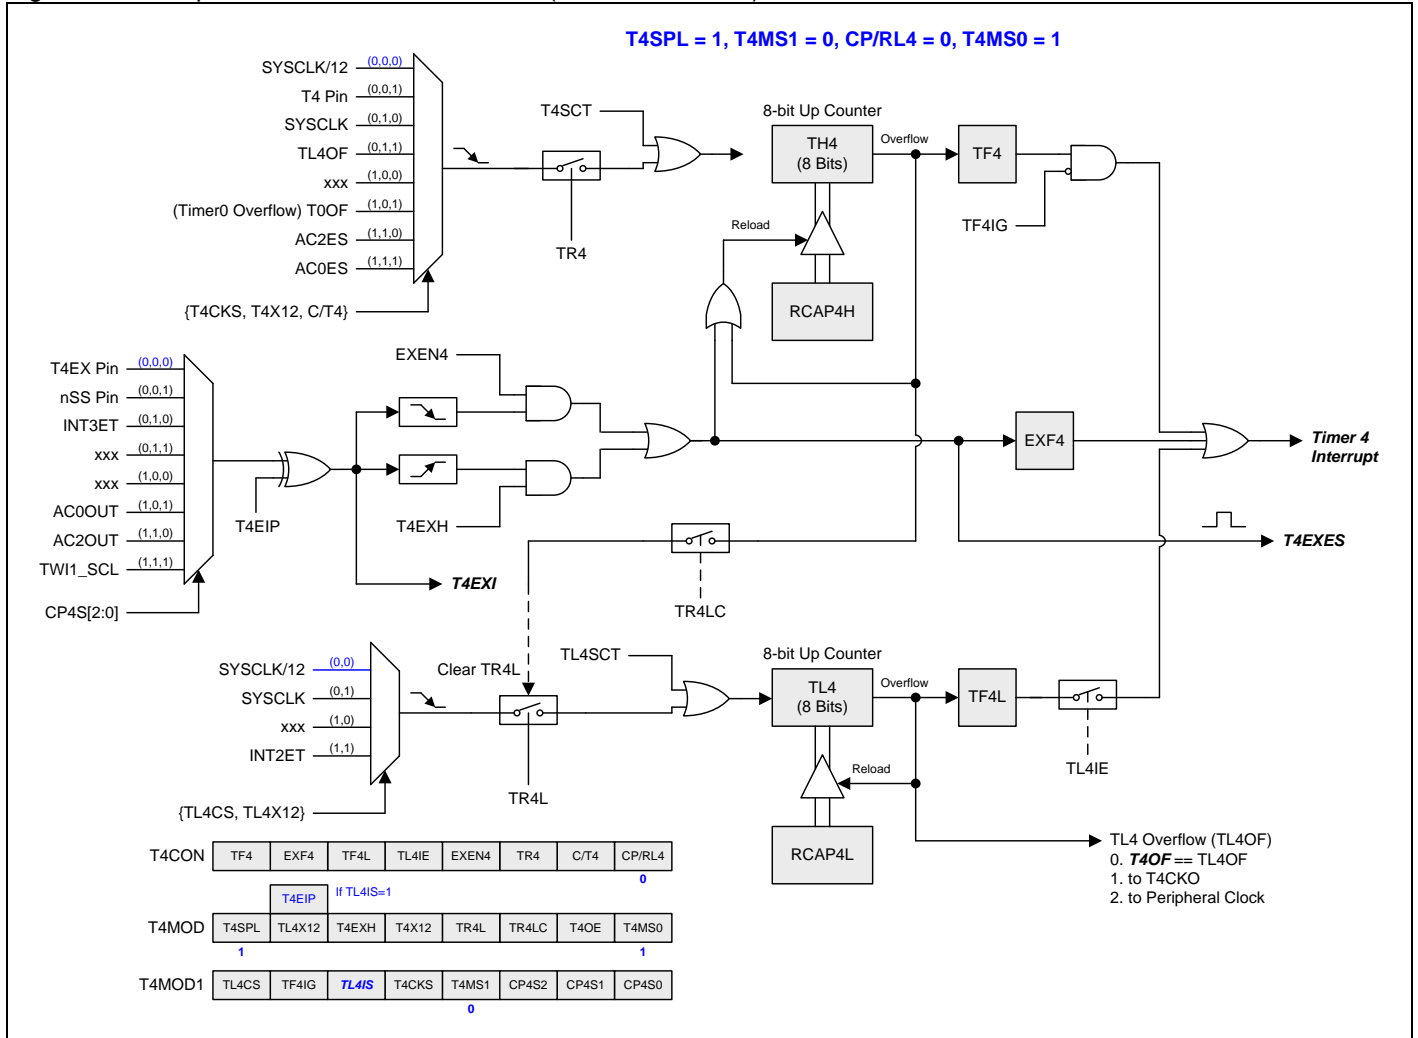 T4SPL = 1, T4MS1 = 0, CP/RL4 = 0, T4MS0 = 1
SYSCLK/12 (0,0,0)
T4 Pin (0,0,1)
SYSCLK (0,1,0)
TL4OF (0,1,1)
xxx (1,0,0)
(Timer0 Overflow) T0OF (1,0,1)
AC2ES (1,1,0)
AC0ES (1,1,1)
{T4CKS, T4X12, C/T4}
T4SCT
TR4
8-bit Up Counter
TH4
(8 Bits)
Overflow
TF4
TF4IG
Reload
RCAP4H
T4EX Pin (0,0,0)
nSS Pin (0,0,1)
INT3ET (0,1,0)
xxx (0,1,1)
xxx (1,0,0)
AC0OUT (1,0,1)
AC2OUT (1,1,0)
TWI1_SCL (1,1,1)
CP4S[2:0]
T4EIP
EXEN4
T4EXH
T4EXI
EXF4
Timer 4
Interrupt
T4EXES
TR4LC
SYSCLK/12 (0,0)
SYSCLK (0,1)
xxx (1,0)
INT2ET (1,1)
{TL4CS, TL4X12}
Clear TR4L
TR4L
TL4SCT
8-bit Up Counter
TL4
(8 Bits)
Overflow
TF4L
TL4IE
Reload
RCAP4L
TL4 Overflow (TL4OF)
0. T4OF == TL4OF
1. to T4CKO
2. to Peripheral Clock
T4CON TF4 EXF4 TF4L TL4IE EXEN4 TR4 C/T4 CP/RL4
0
T4EIP If TL4IS=1
T4MOD T4SPL TL4X12 T4EXH T4X12 TR4L TR4LC T4OE T4MS0
1 1
T4MOD1 TL4CS TF4IG TL4IS T4CKS T4MS1 CP4S2 CP4S1 CP4S0
0